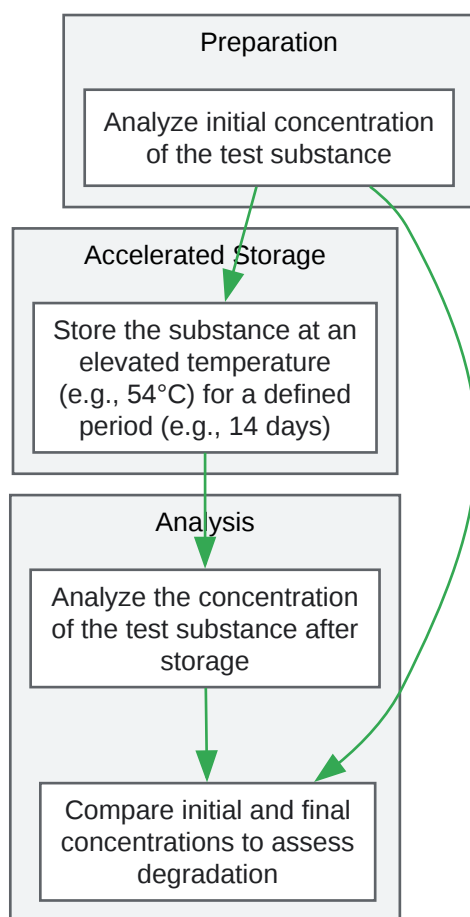 Preparation
Analyze initial concentration
of the test substance
Accelerated Storage
Store the substance at an
elevated temperature
(e.g., 54°C) for a defined
period (e.g., 14 days)
Analysis
Analyze the concentration
of the test substance after
storage
Compare initial and final
concentrations to assess
degradation